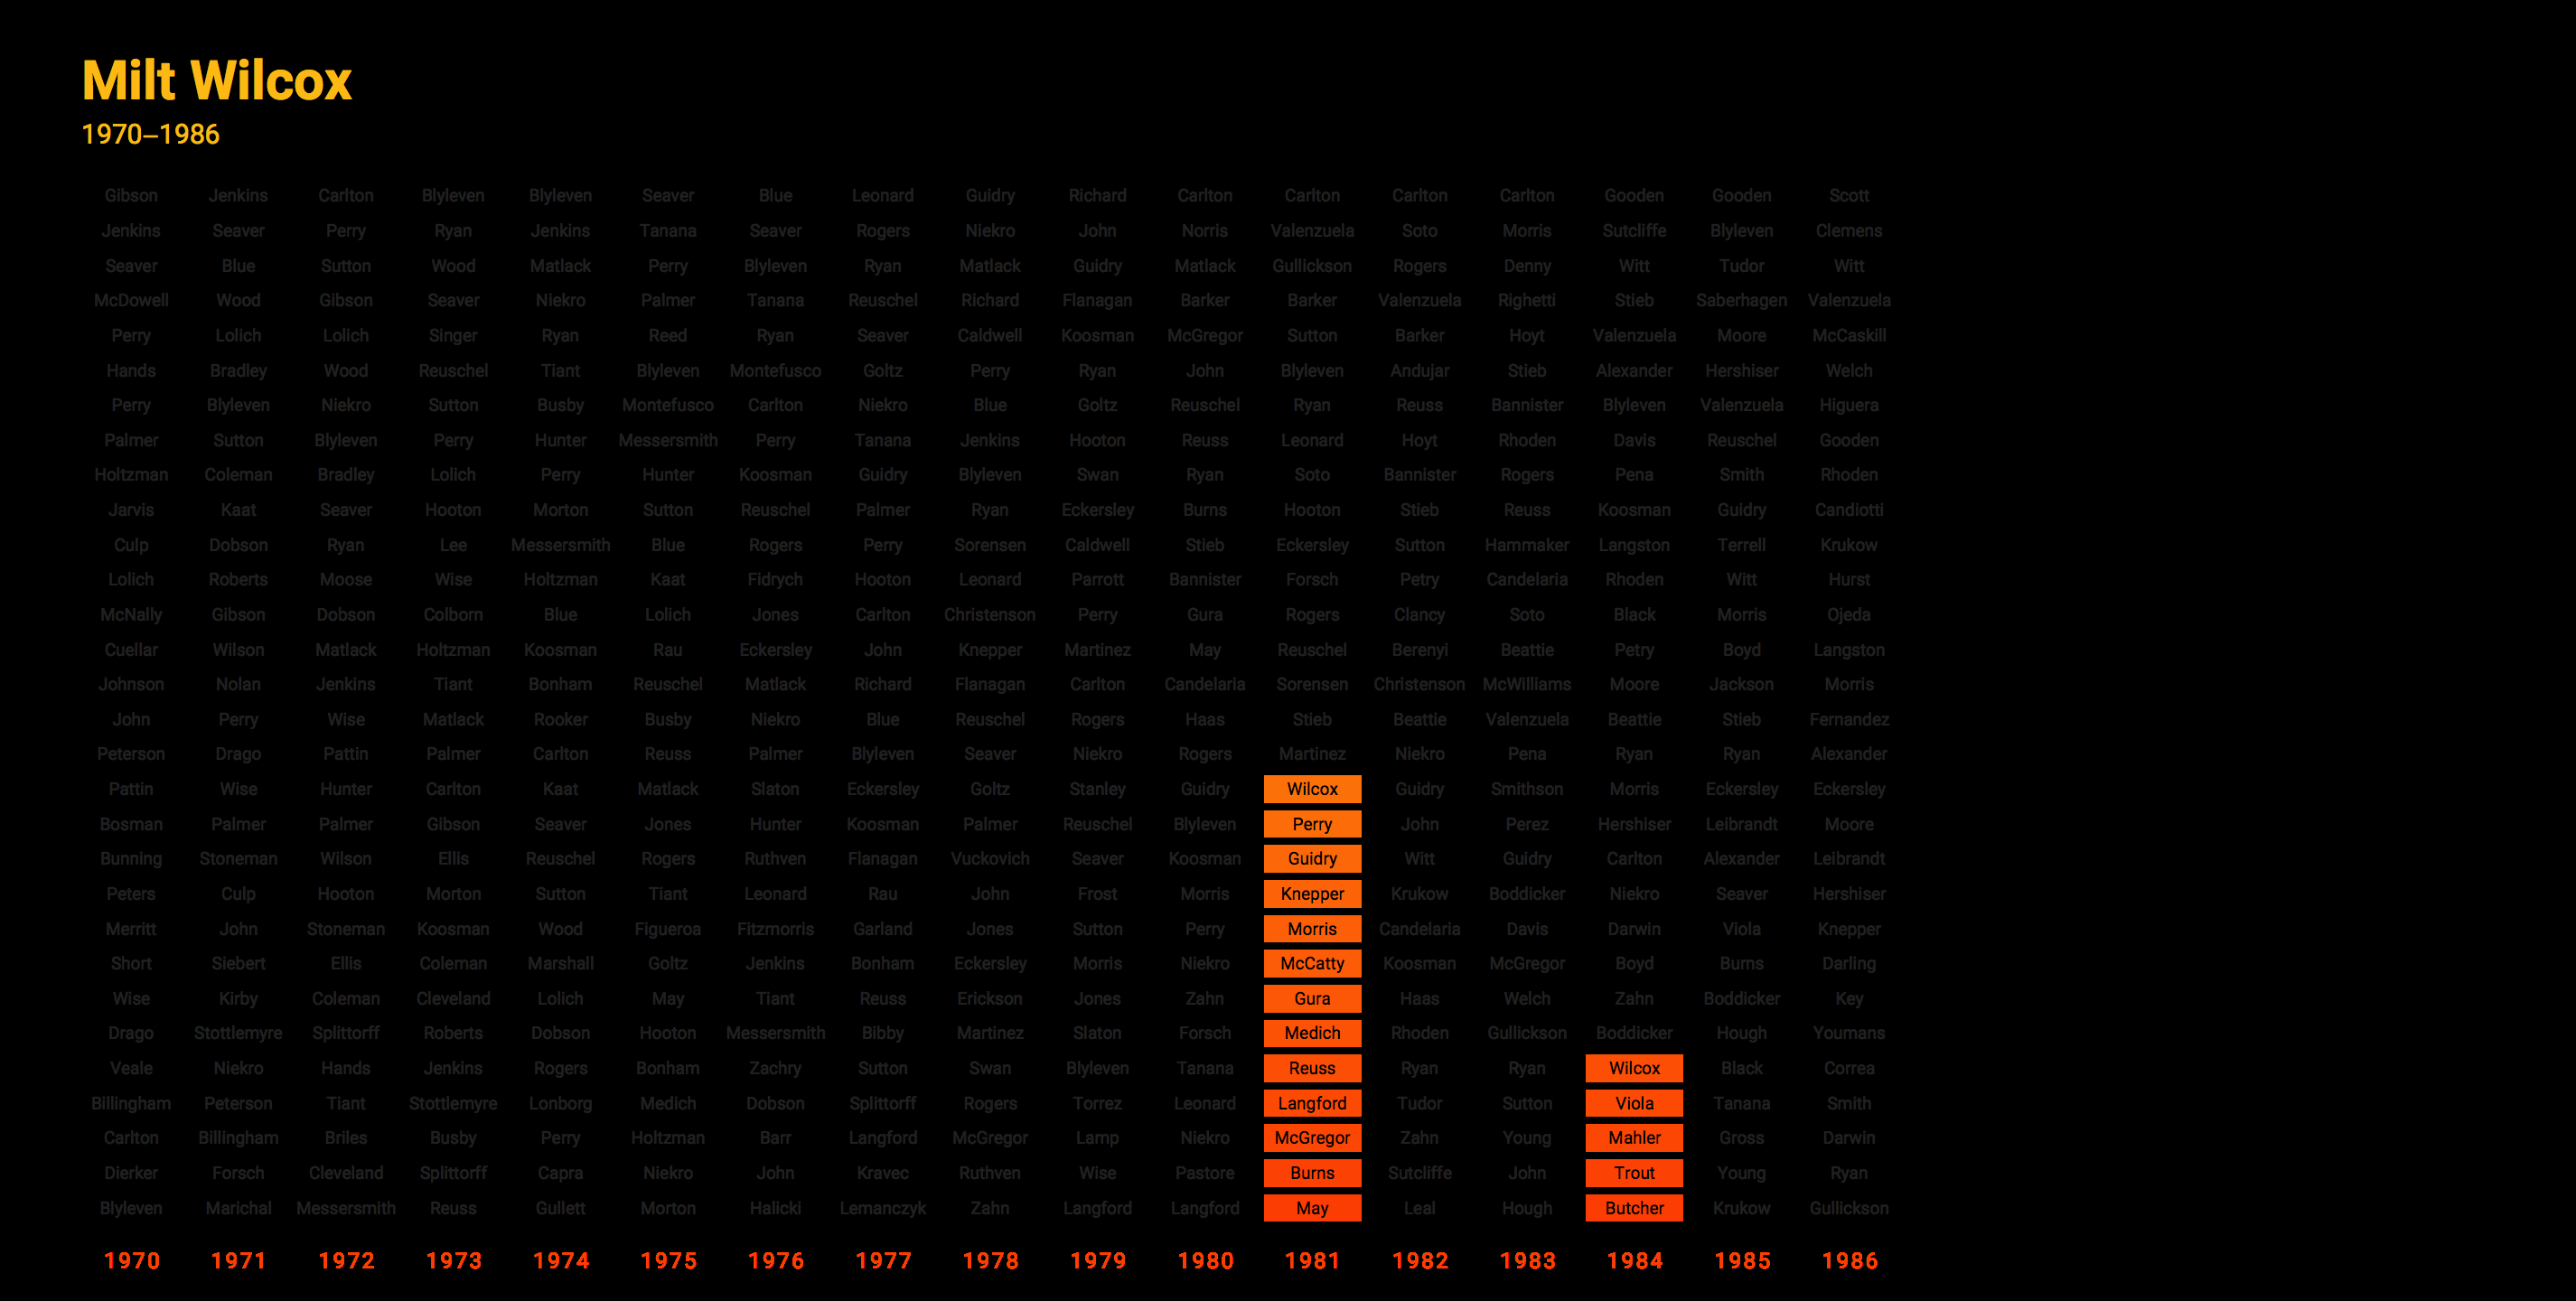 Milt Wilcox
1970–1986
Gibson Jenkins Carlton Blyleven Blyleven Seaver Blue Leonard Guidry Richard Carlton Carlton Carlton Carlton Gooden Gooden Scott
Jenkins Seaver Perry Ryan Jenkins Tanana Seaver Rogers Niekro John Norris Valenzuela Soto Morris Sutcliffe Blyleven Clemens
Seaver Blue Sutton Wood Matlack Perry Blyleven Ryan Matlack Guidry Matlack Gullickson Rogers Denny Witt Tudor Witt
McDowell Wood Gibson Seaver Niekro Palmer Tanana Reuschel Richard Flanagan Barker Barker Valenzuela Righetti Stieb Saberhagen Valenzuela
Perry Lolich Lolich Singer Ryan Reed Ryan Seaver Caldwell Koosman McGregor Sutton Barker Hoyt Valenzuela Moore McCaskill
Hands Bradley Wood Reuschel Tiant Blyleven Montefusco Goltz Perry Ryan John Blyleven Andujar Stieb Alexander Hershiser Welch
Perry Blyleven Niekro Sutton Busby Montefusco Carlton Niekro Blue Goltz Reuschel Ryan Reuss Bannister Blyleven Valenzuela Higuera
Palmer Sutton Blyleven Perry Hunter Messersmith Perry Tanana Jenkins Hooton Reuss Leonard Hoyt Rhoden Davis Reuschel Gooden
Holtzman Coleman Bradley Lolich Perry Hunter Koosman Guidry Blyleven Swan Ryan Soto Bannister Rogers Pena Smith Rhoden
Jarvis Kaat Seaver Hooton Morton Sutton Reuschel Palmer Ryan Eckersley Burns Hooton Stieb Reuss Koosman Guidry Candiotti
Culp Dobson Ryan Lee Messersmith Blue Rogers Perry Sorensen Caldwell Stieb Eckersley Sutton Hammaker Langston Terrell Krukow
Lolich Roberts Moose Wise Holtzman Kaat Fidrych Hooton Leonard Parrott Bannister Forsch Petry Candelaria Rhoden Witt Hurst
McNally Gibson Dobson Colborn Blue Lolich Jones Carlton Christenson Perry Gura Rogers Clancy Soto Black Morris Ojeda
Cuellar Wilson Matlack Holtzman Koosman Rau Eckersley John Knepper Martinez May Reuschel Berenyi Beattie Petry Boyd Langston
Johnson Nolan Jenkins Tiant Bonham Reuschel Matlack Richard Flanagan Carlton Candelaria Sorensen Christenson McWilliams Moore Jackson Morris
John Perry Wise Matlack Rooker Busby Niekro Blue Reuschel Rogers Haas Stieb Beattie Valenzuela Beattie Stieb Fernandez
Peterson Drago Pattin Palmer Carlton Reuss Palmer Blyleven Seaver Niekro Rogers Martinez Niekro Pena Ryan Ryan Alexander
Pattin Wise Hunter Carlton Kaat Matlack Slaton Eckersley Goltz Stanley Guidry Wilcox Guidry Smithson Morris Eckersley Eckersley
Bosman Palmer Palmer Gibson Seaver Jones Hunter Koosman Palmer Reuschel Blyleven Perry John Perez Hershiser Leibrandt Moore
Bunning Stoneman Wilson Ellis Reuschel Rogers Ruthven Flanagan Vuckovich Seaver Koosman Guidry Witt Guidry Carlton Alexander Leibrandt
Peters Culp Hooton Morton Sutton Tiant Leonard Rau John Frost Morris Knepper Krukow Boddicker Niekro Seaver Hershiser
Merritt John Stoneman Koosman Wood Figueroa Fitzmorris Garland Jones Sutton Perry Morris Candelaria Davis Darwin Viola Knepper
Short Siebert Ellis Coleman Marshall Goltz Jenkins Bonham Eckersley Morris Niekro McCatty Koosman McGregor Boyd Burns Darling
Wise Kirby Coleman Cleveland Lolich May Tiant Reuss Erickson Jones Zahn Gura Haas Welch Zahn Boddicker Key
Drago Stottlemyre Splittorff Roberts Dobson Hooton Messersmith Bibby Martinez Slaton Forsch Medich Rhoden Gullickson Boddicker Hough Youmans
Veale Niekro Hands Jenkins Rogers Bonham Zachry Sutton Swan Blyleven Tanana Reuss Ryan Ryan Wilcox Black Correa
Billingham Peterson Tiant Stottlemyre Lonborg Medich Dobson Splittorff Rogers Torrez Leonard Langford Tudor Sutton Viola Tanana Smith
Carlton Billingham Briles Busby Perry Holtzman Barr Langford McGregor Lamp Niekro McGregor Zahn Young Mahler Gross Darwin
Dierker Forsch Cleveland Splittorff Capra Niekro John Kravec Ruthven Wise Pastore Burns Sutcliffe John Trout Young Ryan
Blyleven Marichal Messersmith Reuss Gullett Morton Halicki Lemanczyk Zahn Langford Langford May Leal Hough Butcher Krukow Gullickson
1970 1971 1972 1973 1974 1975 1976 1977 1978 1979 1980 1981 1982 1983 1984 1985 1986